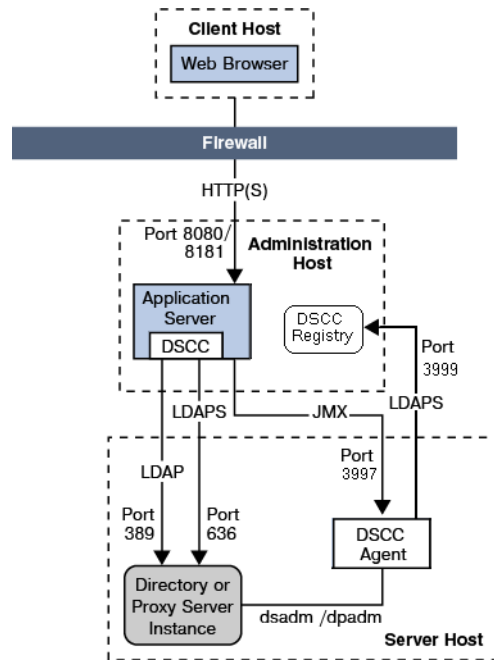 Client Host
Web Browser
Firewall
HTTP(S)
Port 8080/
8181
Administration
Host
Application
Server
DSCC
DSCC
Registry
Port
3999
LDAPS
LDAPS
JMX
LDAP
Port
3997
Port
389
Port
636
DSCC
Agent
Directory or
Proxy Server
Instance
dsadm /dpadm
Server Host